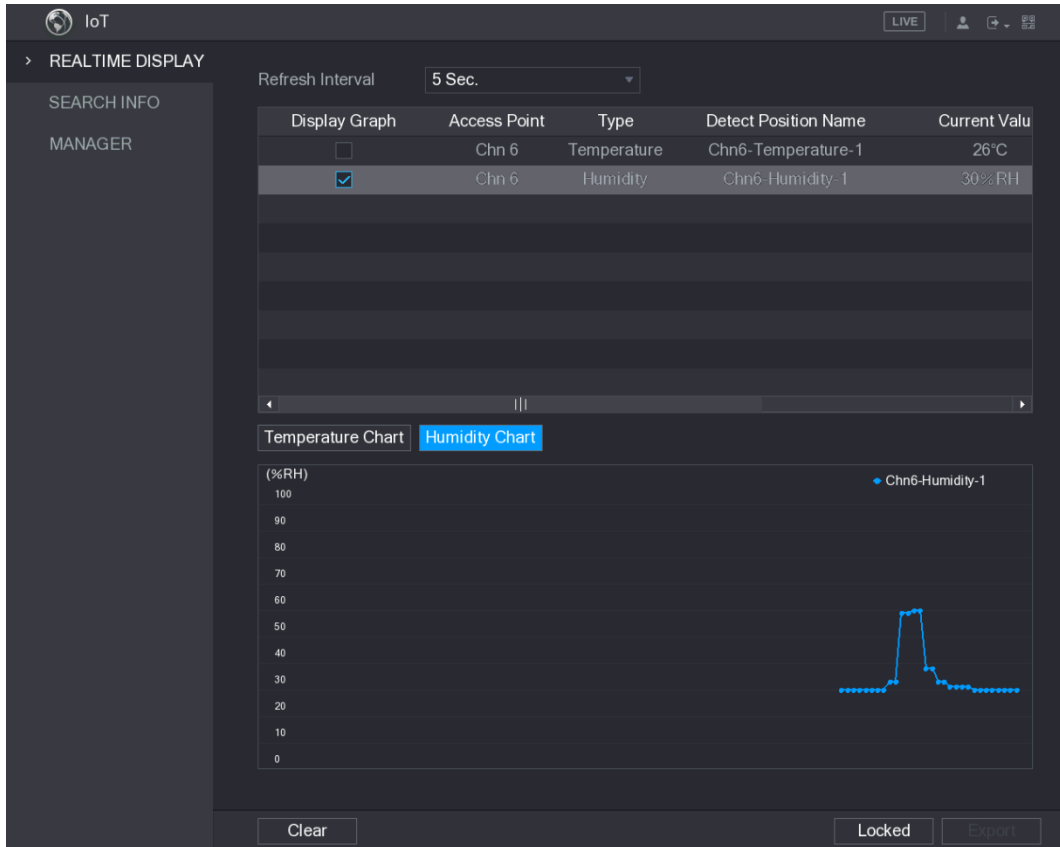 IoT LIVE
REALTIME DISPLAY
SEARCH INFO
MANAGER
Refresh Interval 5 Sec.
Display Graph Access Point Type Detect Position Name Current Valu
Chn 6 Temperature Chn6-Temperature-1 26°C
Chn 6 Humidity Chn6-Humidity-1 30%RH
Temperature Chart Humidity Chart
(%RH)
Chn6-Humidity-1
100
90
80
70
60
50
40
30
20
10
0
Clear Locked Export